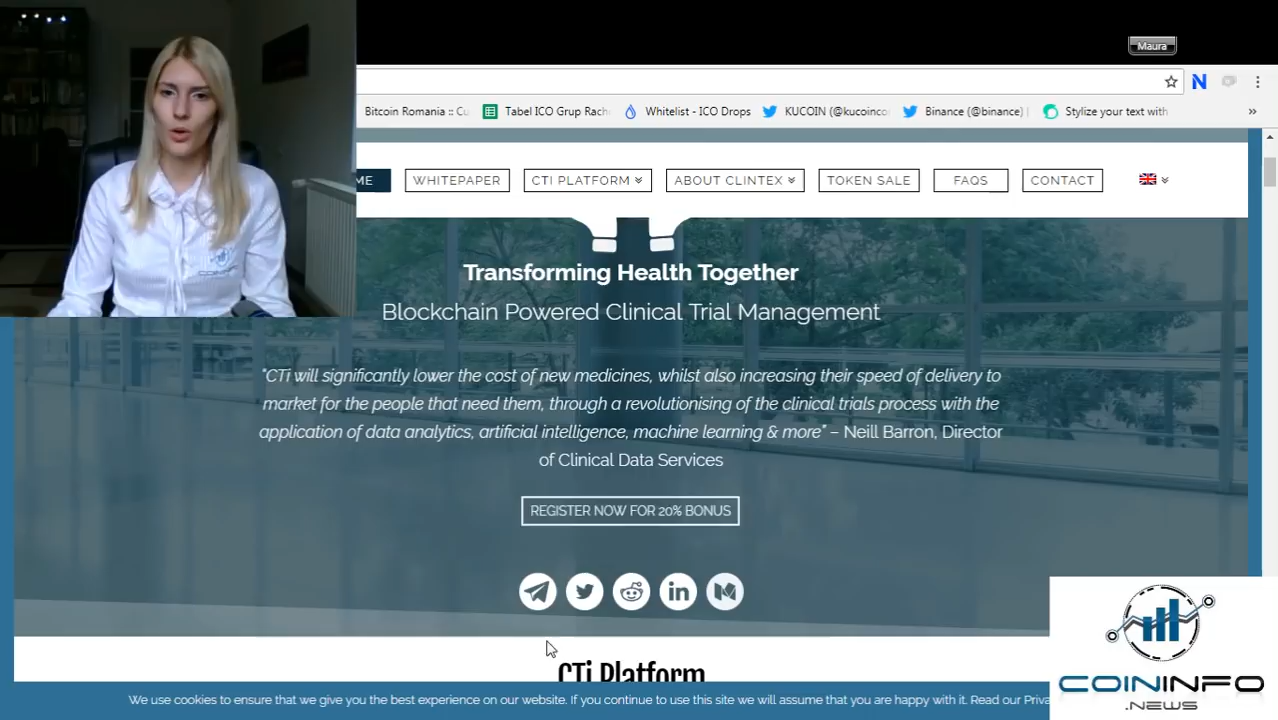 Maura
Bitcoin Romania :: Cu
Tabel ICO Grup Rach
Whitelist - ICO Drops
KUCOIN (@kucoinco
Binance (@binance) |
Stylize your text with
ME
WHITEPAPER
CTI PLATFORM
ABOUT CLINTEX
TOKEN SALE
FAQS
CONTACT
Transforming Health Together
Blockchain Powered Clinical Trial Management
"CTi will significantly lower the cost of new medicines, whilst also increasing their speed of delivery to
market for the people that need them, through a revolutionising of the clinical trials process with the
application of data analytics, artificial intelligence, machine learning & more" – Neill Barron, Director
of Clinical Data Services
REGISTER NOW FOR 20% BONUS
CTi Platform
We use cookies to ensure that we give you the best experience on our website. If you continue to use this site we will assume that you are happy with it. Read our Priva
COININFO
.NEWS